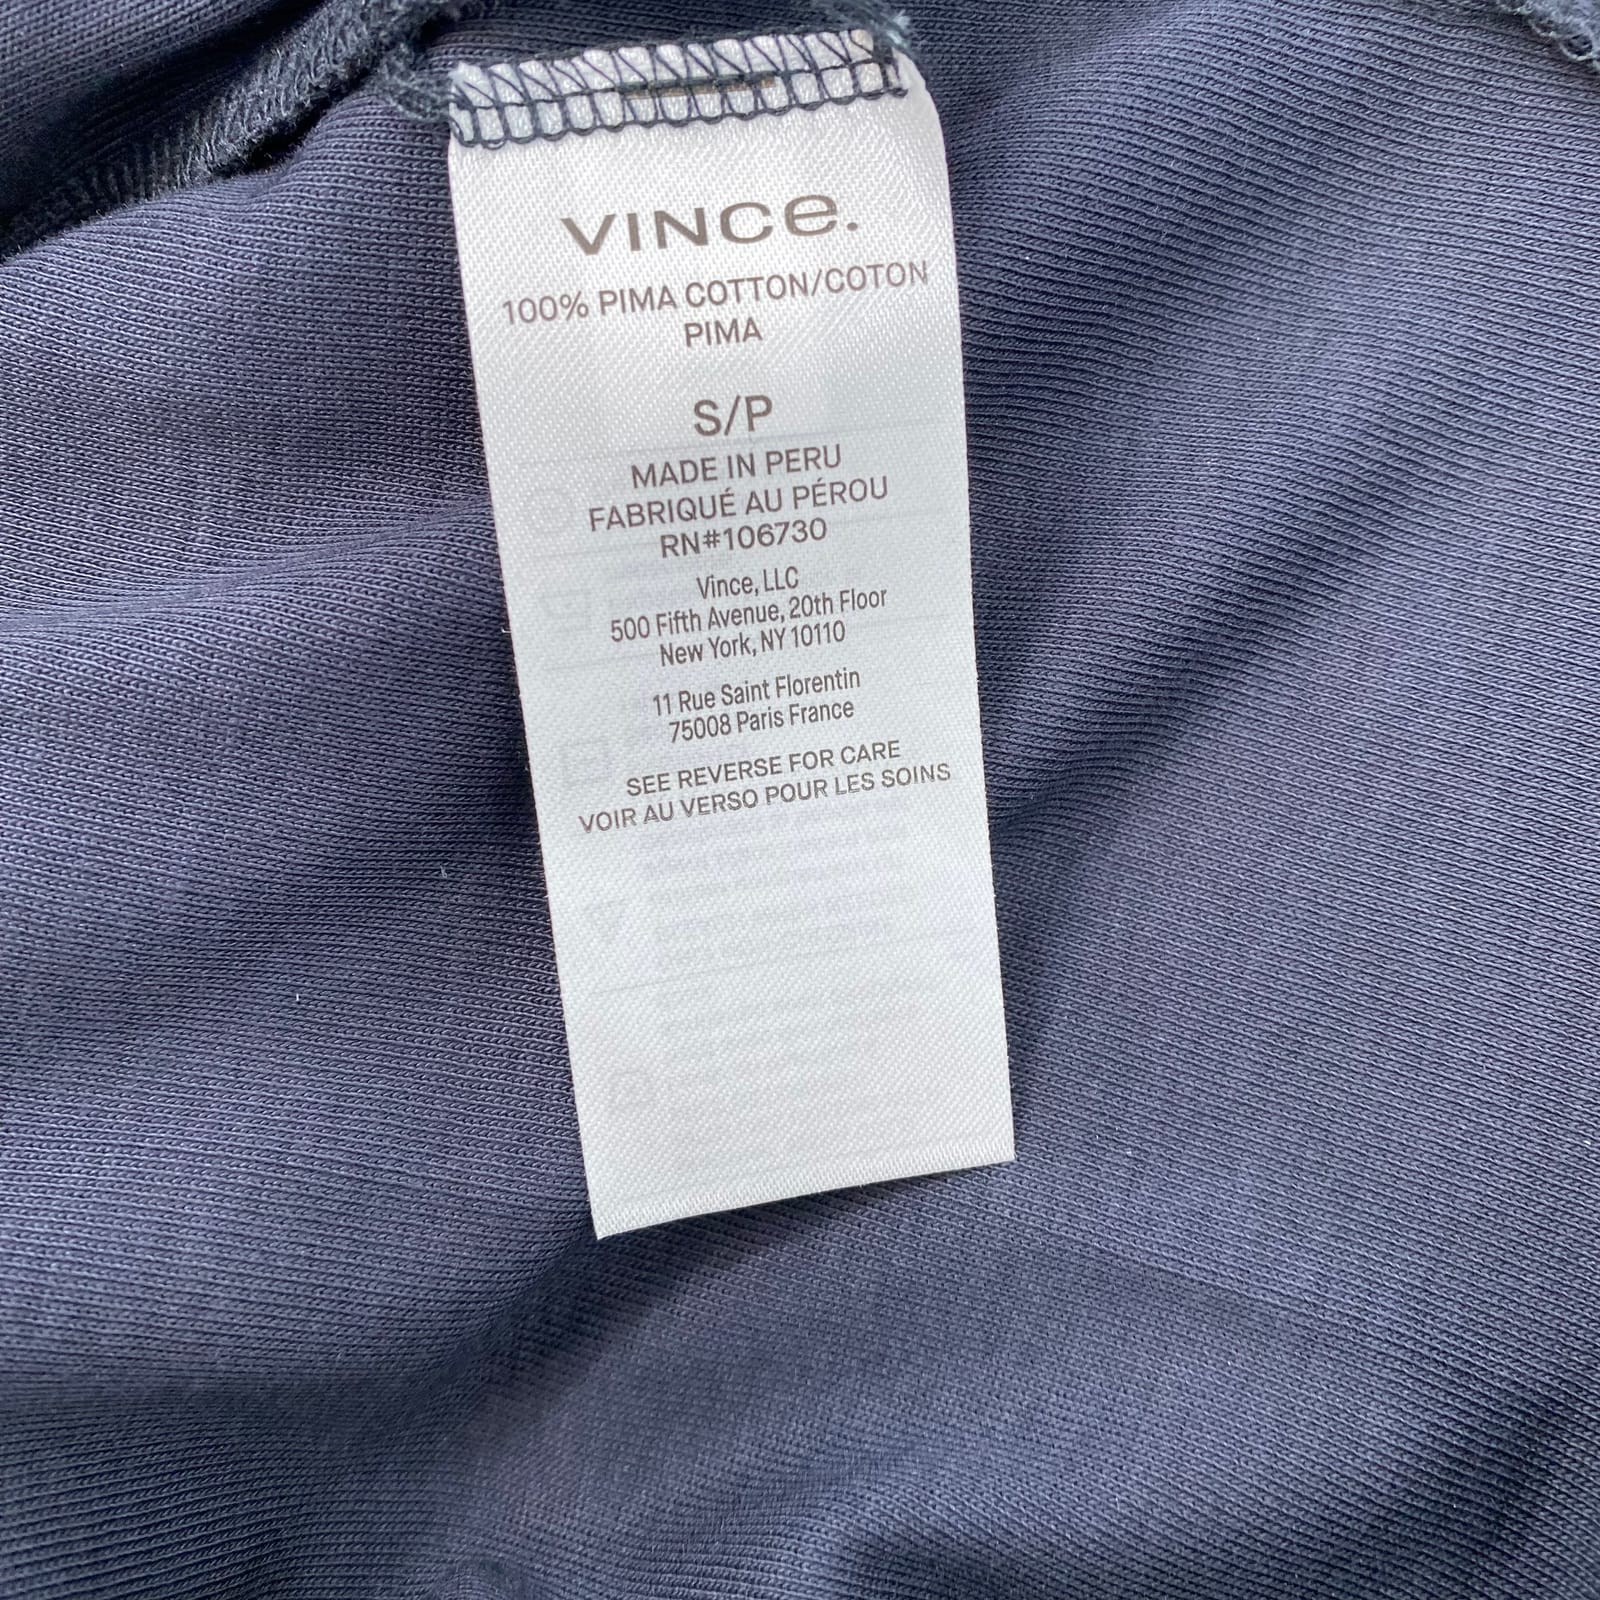 VINCe.
100% PIMA COTTON/COTON
PIMA
S/P
MADE IN PERU
FABRIQUÉ AU PÉROU
RN#106730
Vince, LLC
500 Fifth Avenue, 20th Floor
New York, NY 10110
11 Rue Saint Florentin
75008 Paris France
SEE REVERSE FOR CARE
VOIR AU VERSO POUR LES SOINS